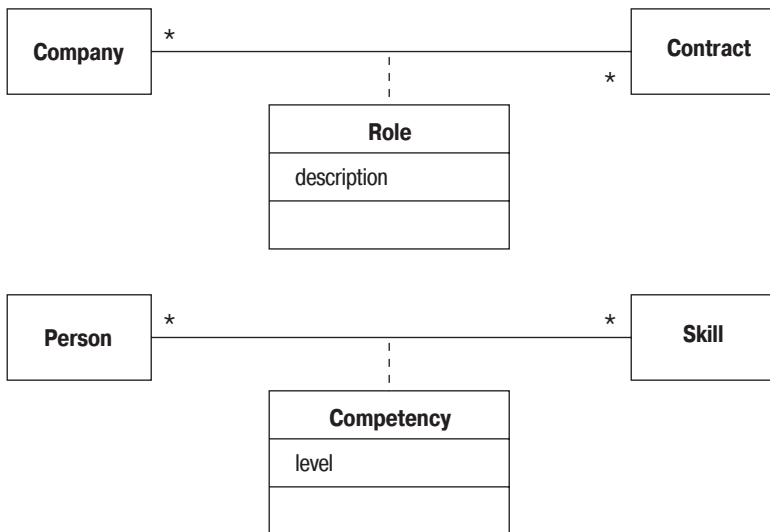 Company
*
Contract
*
Role
description
Person
*
*
Skill
Competency
level